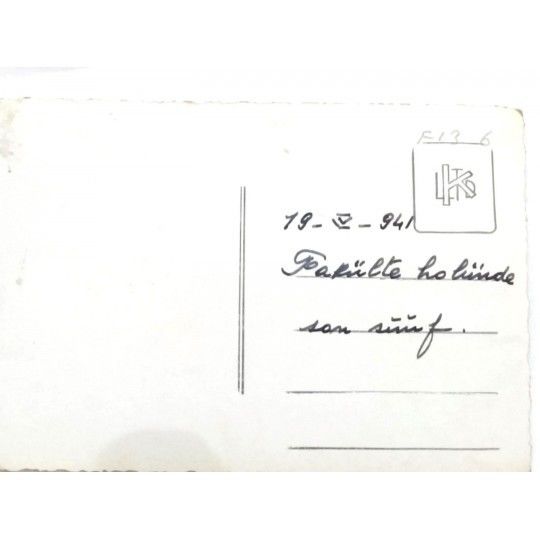 F13 6
19-V-941
Fakülte holünde
son sınıf.